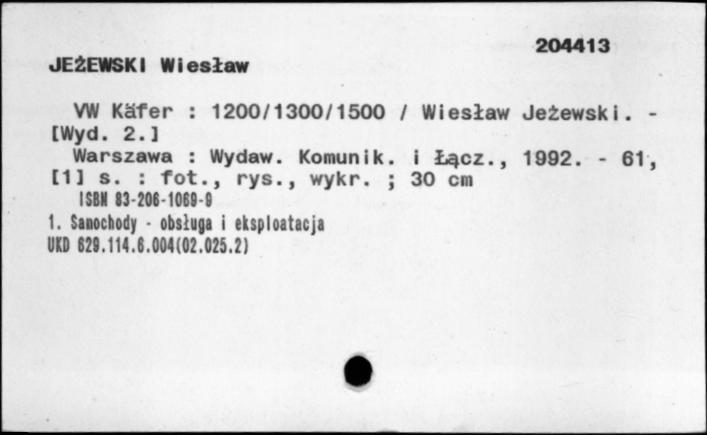 204413
JEŻEWSKI Wiesław
VW Käfer : 1200/1300/1500 / Wiesław Jeżewski. -
[Wyd. 2.]
Warszawa : Wydaw. Komunik. i Łącz., 1992. - 61,
[1] s. : fot., rys., wykr. ; 30 cm
ISBN 83-206-1069-9
1. Samochody - obsługa i eksploatacja
UKD 629.114.6.004(02.025.2)